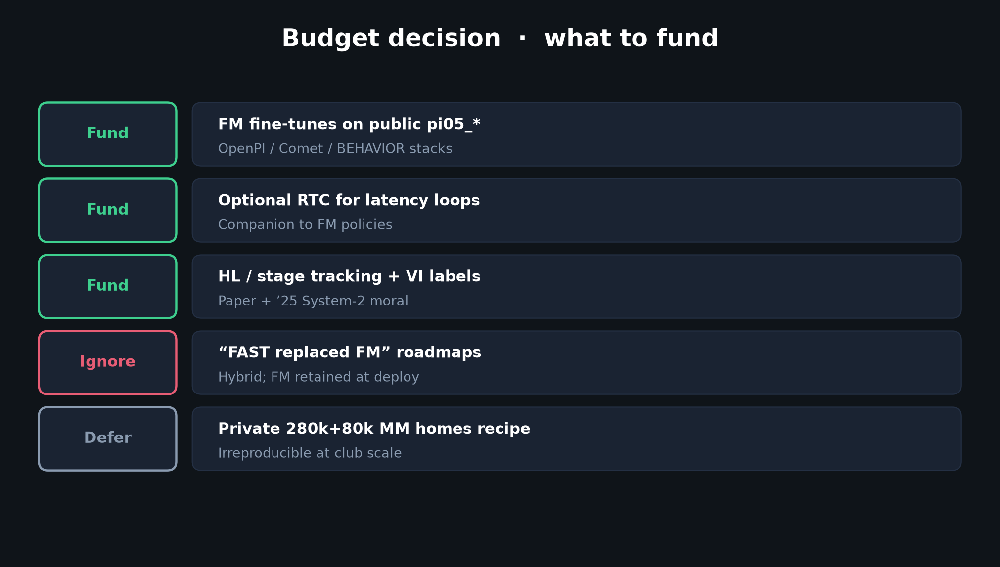 Budget decision · what to fund
Fund
FM fine-tunes on public pi05_*
OpenPI / Comet / BEHAVIOR stacks
Fund
Optional RTC for latency loops
Companion to FM policies
Fund
HL / stage tracking + VI labels
Paper + ’25 System-2 moral
Ignore
“FAST replaced FM” roadmaps
Hybrid; FM retained at deploy
Defer
Private 280k+80k MM homes recipe
Irreproducible at club scale